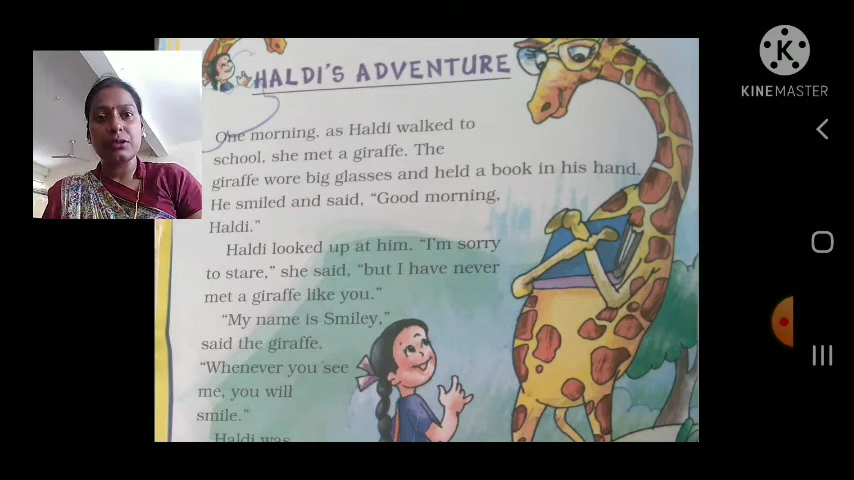 HALDI'S ADVENTURE
One morning, as Haldi walked to
school, she met a giraffe. The
giraffe wore big glasses and held a book in his hand.
He smiled and said, "Good morning,
Haldi."
Haldi looked up at him. "I'm sorry
to stare," she said, "but I have never
met a giraffe like you."
"My name is Smiley,"
said the giraffe.
"Whenever you see
me, you will
smile."
Haldi was
KINEMASTER